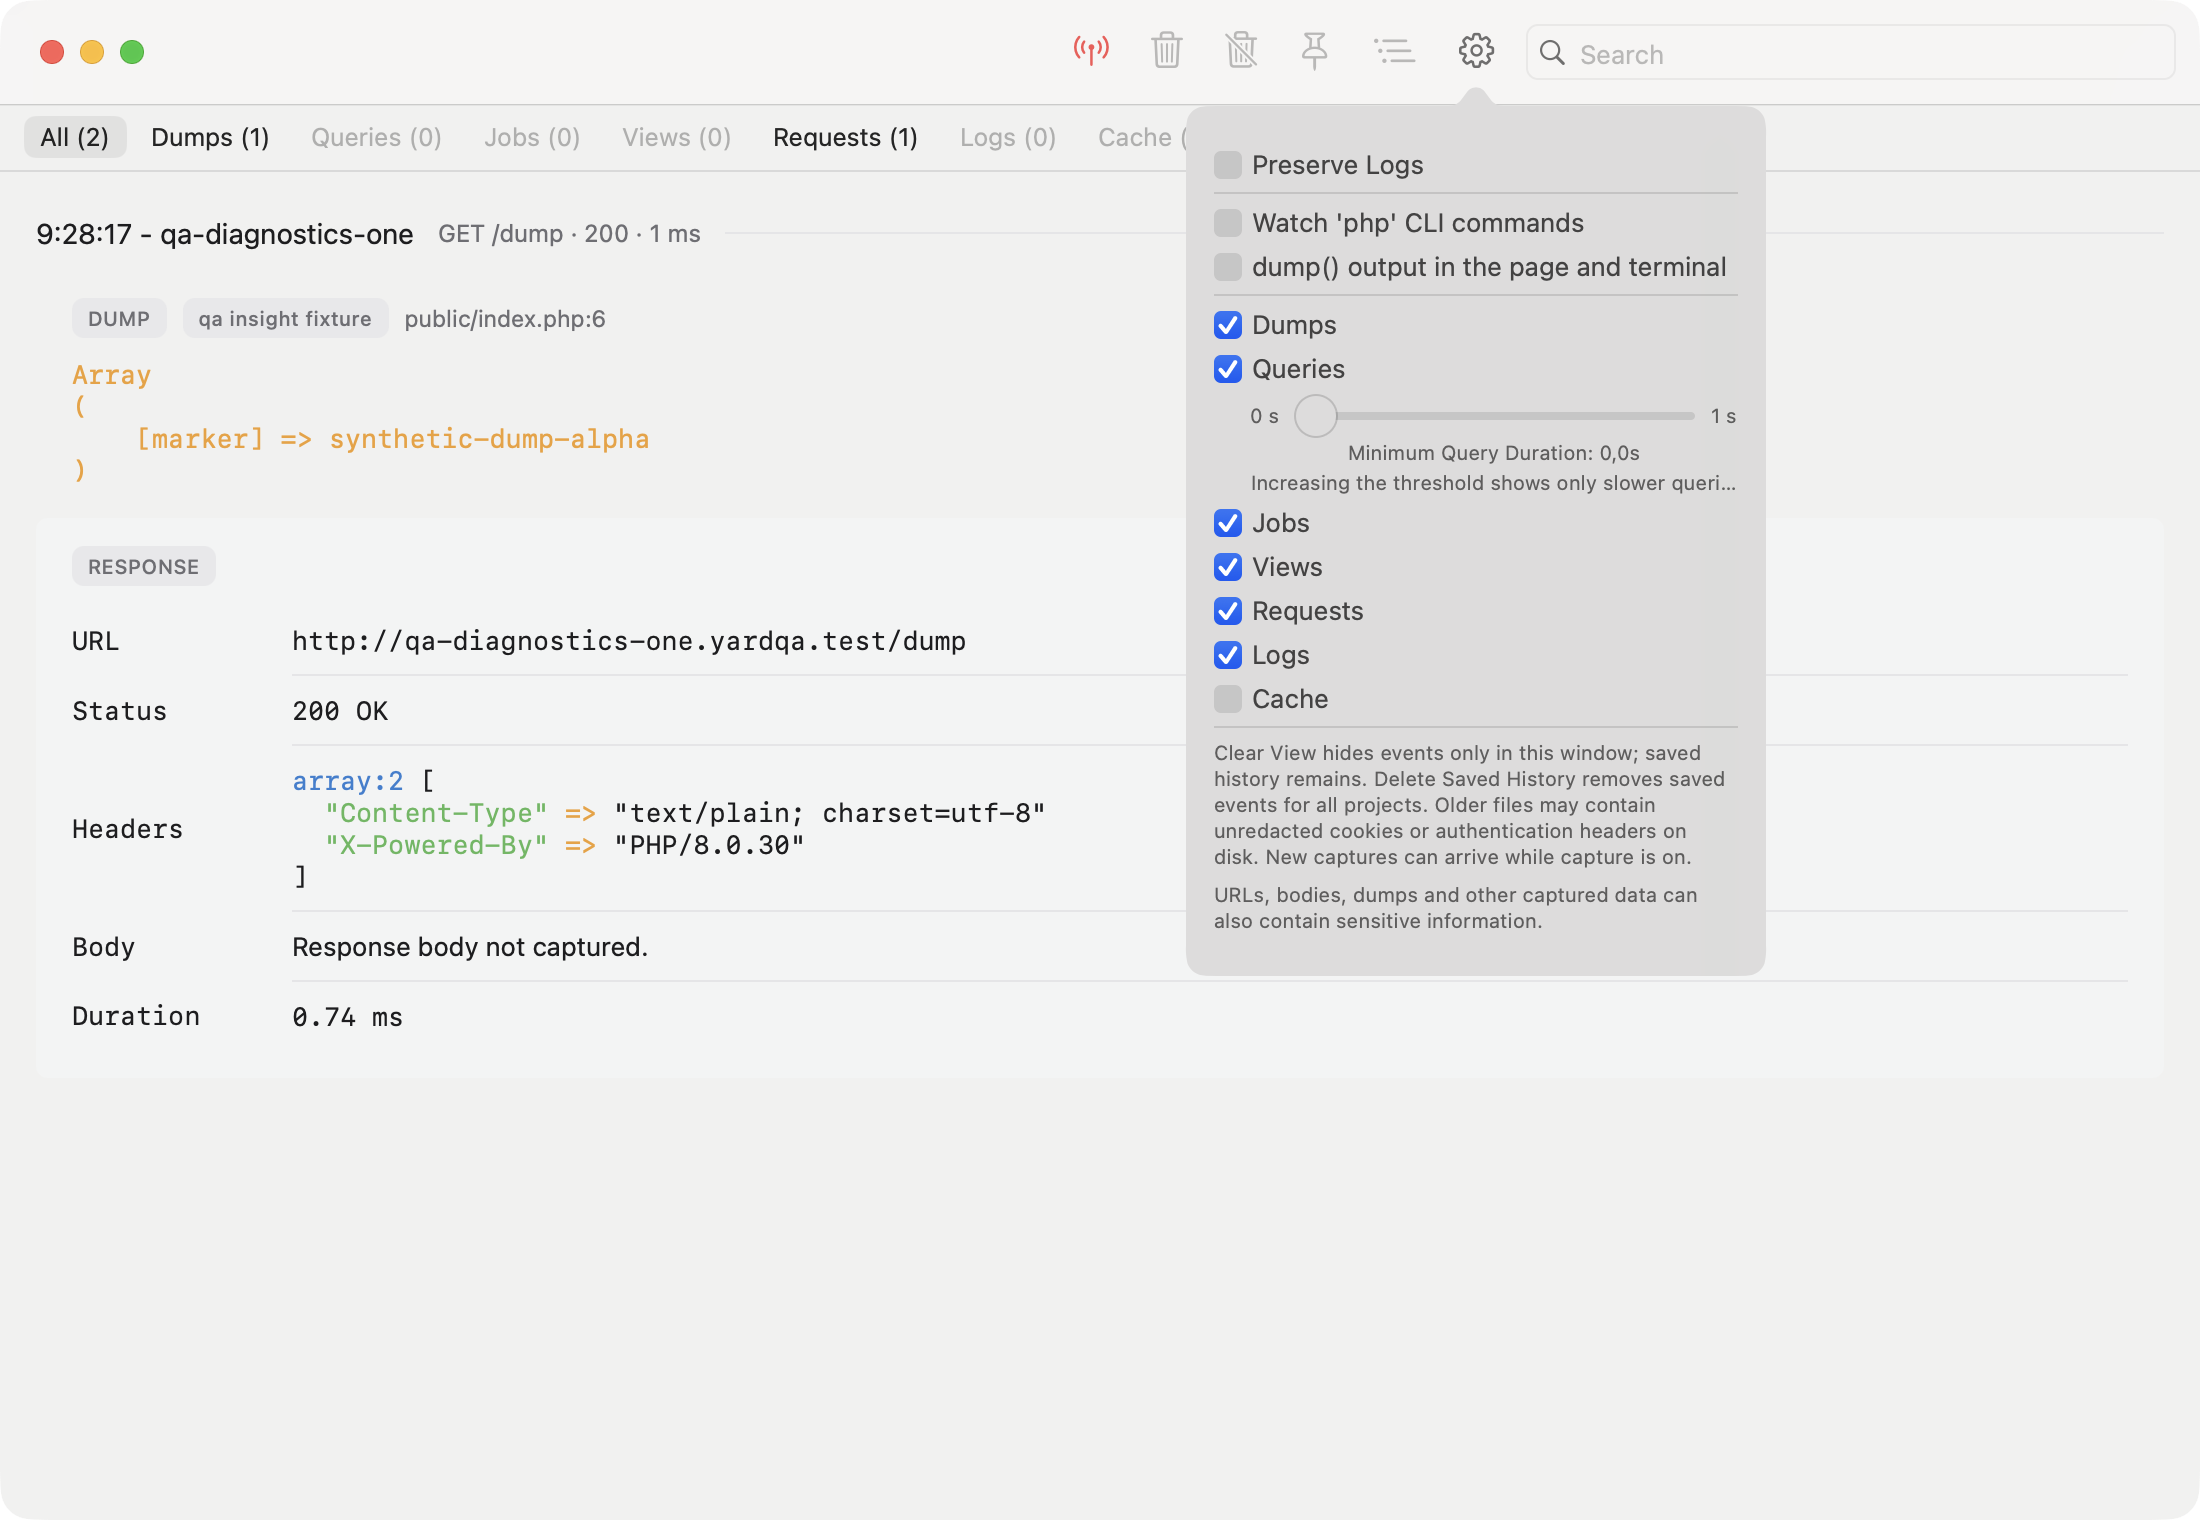 Search
All (2) Dumps (1) Queries (0) Jobs (0) Views (0) Requests (1) Logs (0) Cache (
9:28:17 - qa-diagnostics-one GET /dump · 200 · 1 ms
DUMP qa insight fixture public/index.php:6
Array
(
    [marker] => synthetic-dump-alpha
)
RESPONSE
URL http://qa-diagnostics-one.yardqa.test/dump
Status 200 OK
Headers
array:2 [
  "Content-Type" => "text/plain; charset=utf-8"
  "X-Powered-By" => "PHP/8.0.30"
]
Body Response body not captured.
Duration 0.74 ms
Preserve Logs
Watch 'php' CLI commands
dump() output in the page and terminal
Dumps
Queries
0 s 1 s
Minimum Query Duration: 0,0s
Increasing the threshold shows only slower queri...
Jobs
Views
Requests
Logs
Cache
Clear View hides events only in this window; saved
history remains. Delete Saved History removes saved
events for all projects. Older files may contain
unredacted cookies or authentication headers on
disk. New captures can arrive while capture is on.
URLs, bodies, dumps and other captured data can
also contain sensitive information.